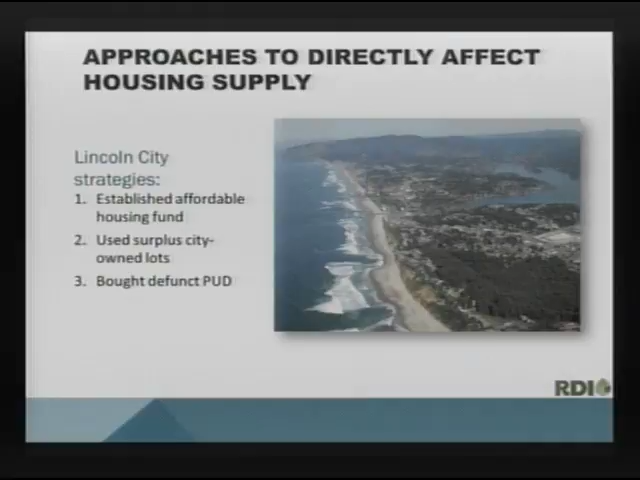 APPROACHES TO DIRECTLY AFFECT
HOUSING SUPPLY
Lincoln City
strategies:
1. Established affordable
housing fund
2. Used surplus city-
owned lots
3. Bought defunct PUD
RDI